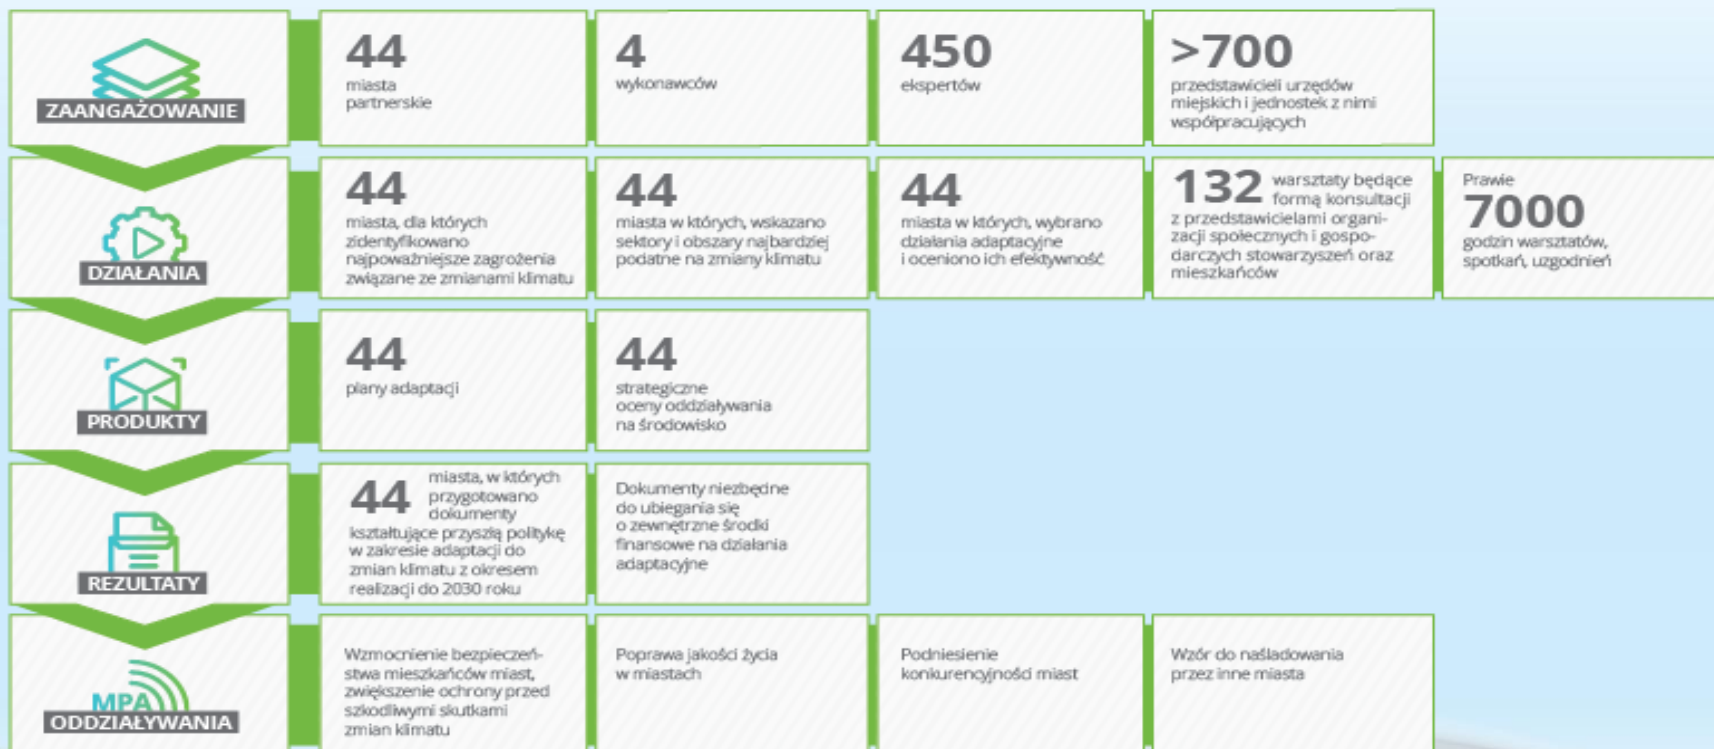 ZAANGAŻOWANIE
44
miasta
partnerskie
4
wykonawców
450
ekspertów
>700
przedstawicieli urzędów
miejskich i jednostek z nimi
współpracujących
DZIAŁANIA
44
miasta, dla których
zidentyfikowano
najpoważniejsze zagrożenia
związane ze zmianami klimatu
44
miasta w których, wskazano
sektory i obszary najbardziej
podatne na zmiany klimatu
44
miasta w których, wybrano
działania adaptacyjne
i oceniono ich efektywność
132 warsztaty będące
formą konsultacji
z przedstawicielami organi-
zacji społecznych i gospo-
darczych stowarzyszeń oraz
mieszkańców
Prawie
7000
godzin warsztatów,
spotkań, uzgodnień
PRODUKTY
44
plany adaptacji
44
strategiczne
oceny oddziaływania
na środowisko
REZULTATY
44 miasta, w których
przygotowano
dokumenty
kształtujące przyszłą politykę
w zakresie adaptacji do
zmian klimatu z okresem
realizacji do 2030 roku
Dokumenty niezbędne
do ubiegania się
o zewnętrzne środki
finansowe na działania
adaptacyjne
MPA
ODDZIAŁYWANIA
Wzmocnienie bezpieczeń-
stwa mieszkańców miast,
zwiększenie ochrony przed
szkodliwymi skutkami
zmian klimatu
Poprawa jakości życia
w miastach
Podniesienie
konkurencyjności miast
Wzór do naśladowania
przez inne miasta